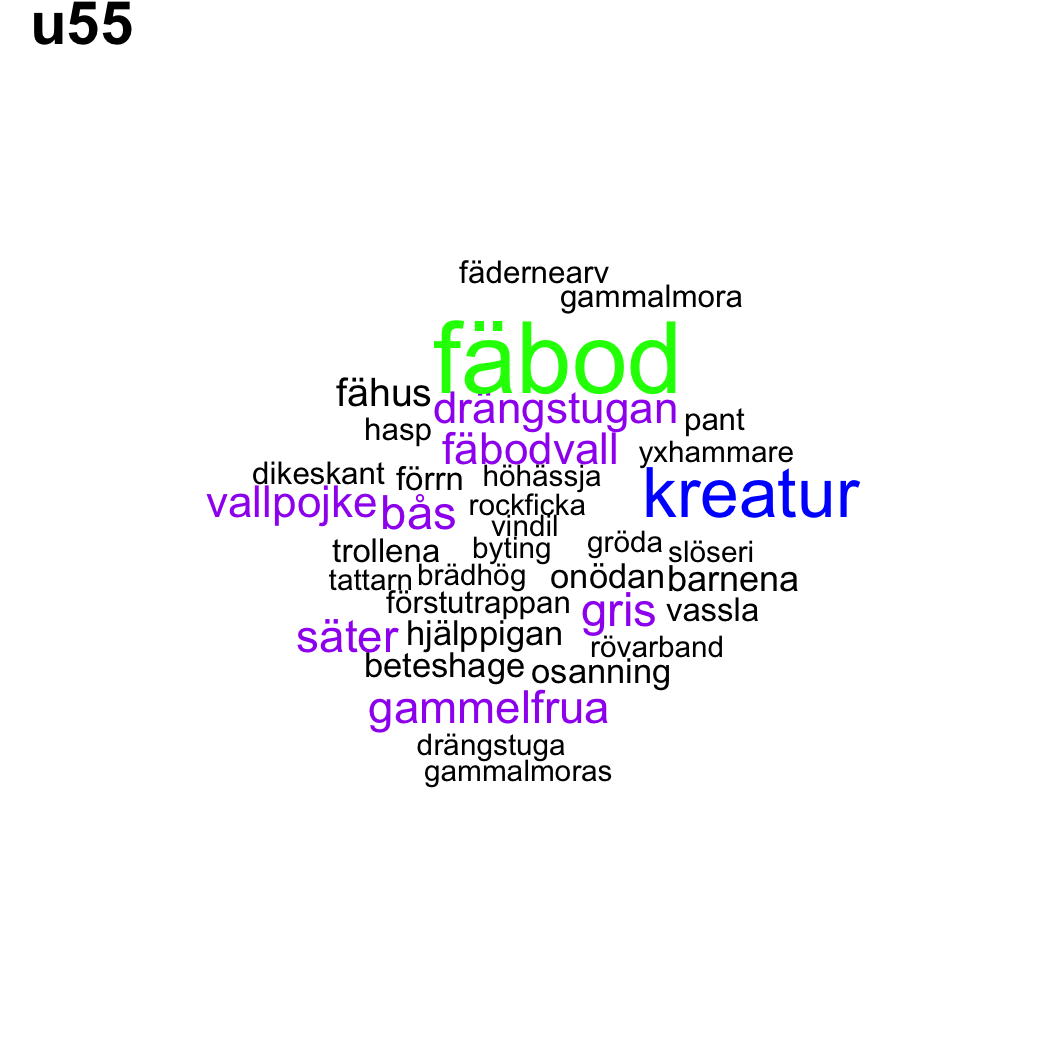 u55
fädernearv
gammalmora
fäbod
fähus
drängstugan
pant
hasp
fäbodvall
yxhammare
dikeskant
förrn
höhässja
kreatur
vallpojke
bås
rockficka
vindil
trollena
byting
gröda
slöseri
tattarn
brädhög
onödan
barnena
förstutrappan
gris
vassla
säter
hjälppigan
rövarband
beteshage
osanning
gammelfrua
drängstuga
gammalmoras